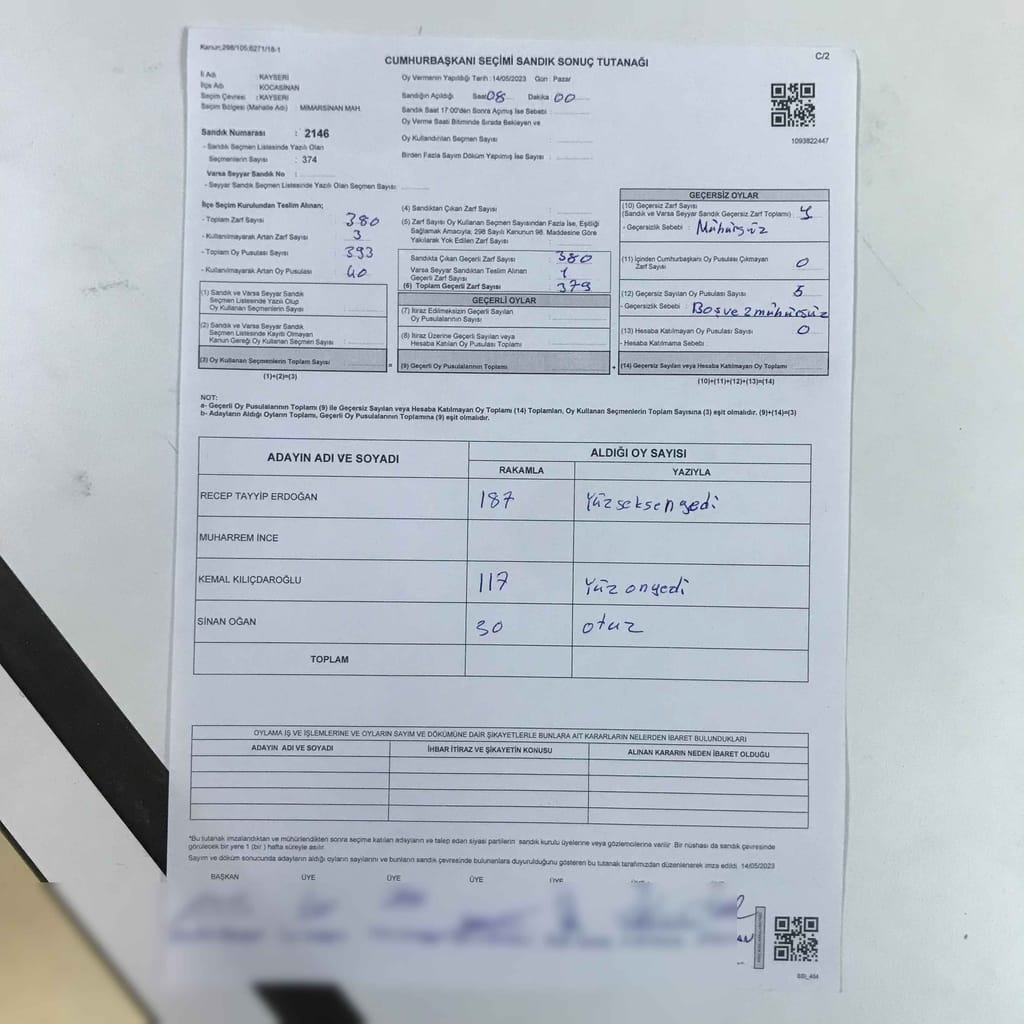 Kanun:298/105;6271/18-1
C/2
CUMHURBAŞKANI SEÇİMİ SANDIK SONUÇ TUTANAĞI
İl Adı : KAYSERİ
İlçe Adı : KOCASİNAN
Seçim Çevresi : KAYSERİ
Seçim Bölgesi (Mahalle Adı) : MİMARSİNAN MAH.
Sandık Numarası : 2146
- Sandık Seçmen Listesinde Yazılı Olan
Seçmenlerin Sayısı : 374
Varsa Seyyar Sandık No :
- Seyyar Sandık Seçmen Listesinde Yazılı Olan Seçmen Sayısı
Oy Vermenin Yapıldığı Tarih : 14/05/2023 Gün : Pazar
Sandığın Açıldığı Saat 08 Dakika 00
Sandık Saat 17:00'den Sonra Açılmış İse Sebebi :
Oy Verme Saati Bitiminde Sırada Bekleyen ve
Oy Kullandırılan Seçmen Sayısı :
Birden Fazla Sayım Döküm Yapılmış İse Sayısı :
1093822447
İlçe Seçim Kurulundan Teslim Alınan;
- Toplam Zarf Sayısı : 380
- Kullanılmayarak Artan Zarf Sayısı : 3
- Toplam Oy Pusulası Sayısı : 393
- Kullanılmayarak Artan Oy Pusulası : 40
(1) Sandık ve Varsa Seyyar Sandık
Seçmen Listesinde Yazılı Olup
Oy Kullanan Seçmenlerin Sayısı :
(2) Sandık ve Varsa Seyyar Sandık
Seçmen Listesinde Kayıtlı Olmayan
Kanun Gereği Oy Kullanan Seçmen Sayısı :
(3) Oy Kullanan Seçmenlerin Toplam Sayısı
(1)+(2)=(3)
(4) Sandıktan Çıkan Zarf Sayısı :
(5) Zarf Sayısı Oy Kullanan Seçmen Sayısından Fazla İse, Eşitliği
Sağlamak Amacıyla; 298 Sayılı Kanunun 98. Maddesine Göre
Yakılarak Yok Edilen Zarf Sayısı :
Sandıkta Çıkan Geçerli Zarf Sayısı : 380
Varsa Seyyar Sandıktan Teslim Alınan
Geçerli Zarf Sayısı : 1
(6) Toplam Geçerli Zarf Sayısı : 379
GEÇERLİ OYLAR
(7) İtiraz Edilmeksizin Geçerli Sayılan
Oy Pusulasının Sayısı :
(8) İtiraz Üzerine Geçerli Sayılan veya
Hesaba Katılan Oy Pusulası Toplamı :
(9) Geçerli Oy Pusulalarının Toplamı
GEÇERSİZ OYLAR
(10) Geçersiz Zarf Sayısı
(Sandık ve Varsa Seyyar Sandık Geçersiz Zarf Toplamı) :
- Geçersizlik Sebebi : Mühürsüz
(11) İçinden Cumhurbaşkanı Oy Pusulası Çıkmayan
Zarf Sayısı : 0
(12) Geçersiz Sayılan Oy Pusulası Sayısı : 5
- Geçersizlik Sebebi : Boş ve 2 mühürsüz
(13) Hesaba Katılmayan Oy Pusulası Sayısı : 0
- Hesaba Katılmama Sebebi :
(14) Geçersiz Sayılan veya Hesaba Katılmayan Oy Toplamı
(10)+(11)+(12)+(13)=(14)
NOT:
a- Geçerli Oy Pusulalarının Toplamı (9) ile Geçersiz Sayılan veya Hesaba Katılmayan Oy Toplamı (14) Toplamları, Oy Kullanan Seçmenlerin Toplam Sayısına (3) eşit olmalıdır. (9)+(14)=(3)
b- Adayların Aldığı Oyların Toplamı, Geçerli Oy Pusulalarının Toplamına (9) eşit olmalıdır.
ADAYIN ADI VE SOYADI
ALDIĞI OY SAYISI
RAKAMLA YAZIYLA
RECEP TAYYİP ERDOĞAN 187 Yüzseksenyedi
MUHARREM İNCE
KEMAL KILIÇDAROĞLU 117 Yüz onyedi
SİNAN OĞAN 30 otuz
TOPLAM
OYLAMA İŞ VE İŞLEMLERİNE VE OYLARIN SAYIM VE DÖKÜMÜNE DAİR ŞİKAYETLERLE BUNLARA AİT KARARLARIN NELERDEN İBARET BULUNDUKLARI
ADAYIN ADI VE SOYADI İHBAR İTİRAZ VE ŞİKAYETİN KONUSU ALINAN KARARIN NEDEN İBARET OLDUĞU
*Bu tutanak imzalandıktan ve mühürlendikten sonra seçime katılan adayların ve talep eden siyasi partilerin sandık kurulu üyelerine veya gözlemcilerine verilir. Bir nüshası da sandık çevresinde
görülecek bir yere 1 (bir) hafta süreyle asılır.
Sayım ve döküm sonucunda adayların aldığı oyların sayılarını ve bunların sandık çevresinde bulunanlara duyurulduğunu gösteren bu tutanak tarafımızdan düzenlenerek imza edildi. 14/05/2023
BAŞKAN ÜYE ÜYE ÜYE ÜYE